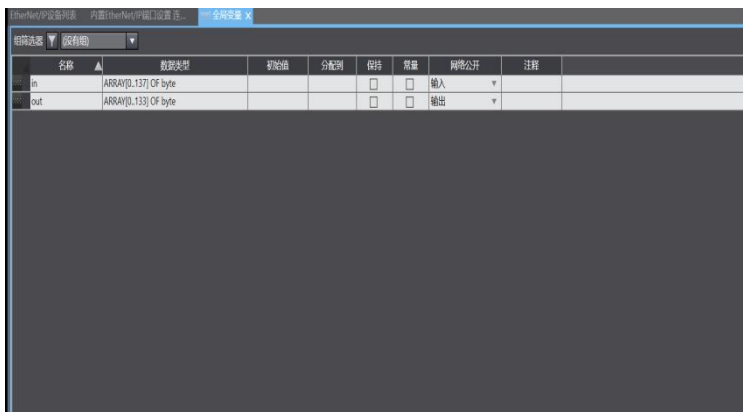 EtherNet/IP设备列表 内置EtherNet/IP端口设置 连... 全局变量 x
组筛选器 (没有组)
名称 数据类型 初始值 分配到 保持 常量 网络公开 注释
in ARRAY[0..137] OF byte 输入
out ARRAY[0..133] OF byte 输出